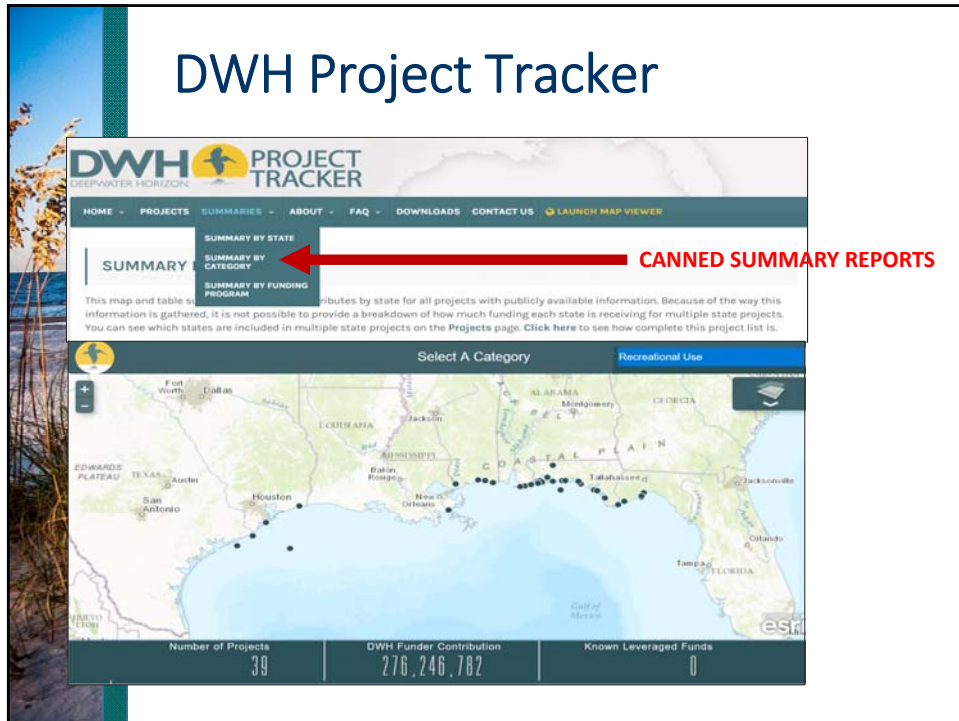 DWH Project Tracker
DWH PROJECT
DEEPWATER HORIZON TRACKER
HOME - PROJECTS SUMMARIES - ABOUT - FAQ - DOWNLOADS CONTACT US LAUNCH MAP VIEWER
SUMMARY BY STATE
SUMMARY BY
CATEGORY
SUMMARY BY FUNDING
PROGRAM
CANNED SUMMARY REPORTS
SUMMARY
This map and table su ributes by state for all projects with publicly available information. Because of the way this
information is gathered, it is not possible to provide a breakdown of how much funding each state is receiving for multiple state projects.
You can see which states are included in multiple state projects on the Projects page. Click here to see how complete this project list is.
Select A Category Recreational Use
+
−
Fort
Worth Dallas
Sabine
LOUISIANA
Jackson
ALABAMA
Montgomery
BELT
GEORGIA
MISSISSIPPI
COASTAL PLAIN
EDWARDS
PLATEAU
TEXAS
Austin
Baton
Rouge
Tallahassee
Jacksonville
San
Antonio
Houston
New
Orleans
Orlando
Tampa
FLORIDA
Gulf of
Mexico
esri
Number of Projects DWH Funder Contribution Known Leveraged Funds
39 276,246,782 0